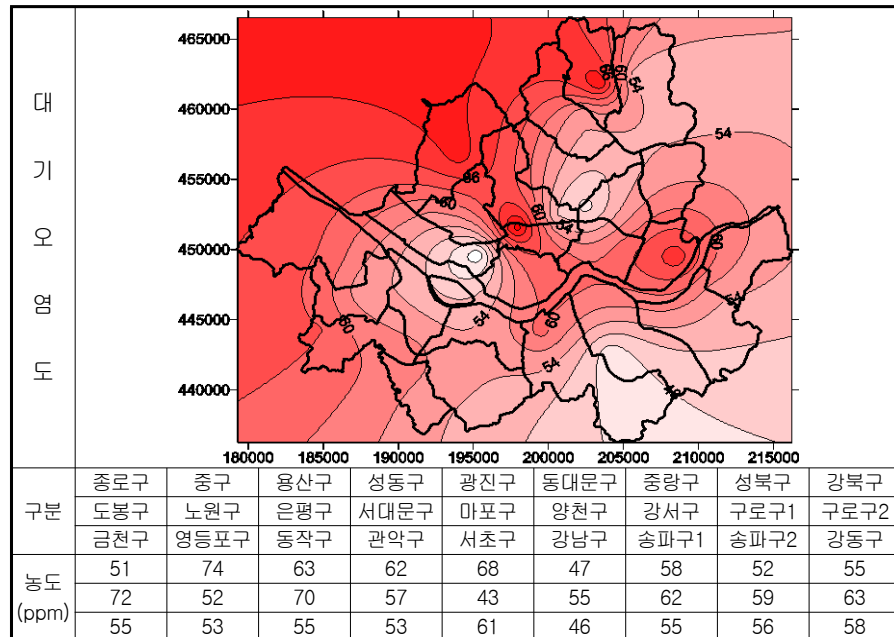 대
기
오
염
도
465000
460000
455000
450000
445000
440000
180000 185000 190000 195000 200000 205000 210000 215000
66
60
54
54
66
60
60
54
60
54
54
60
60
54
구분
종로구 중구 용산구 성동구 광진구 동대문구 중랑구 성북구 강북구
도봉구 노원구 은평구 서대문구 마포구 양천구 강서구 구로구1 구로구2
금천구 영등포구 동작구 관악구 서초구 강남구 송파구1 송파구2 강동구
농도
(ppm)
51 74 63 62 68 47 58 52 55
72 52 70 57 43 55 62 59 63
55 53 55 53 61 46 55 56 58